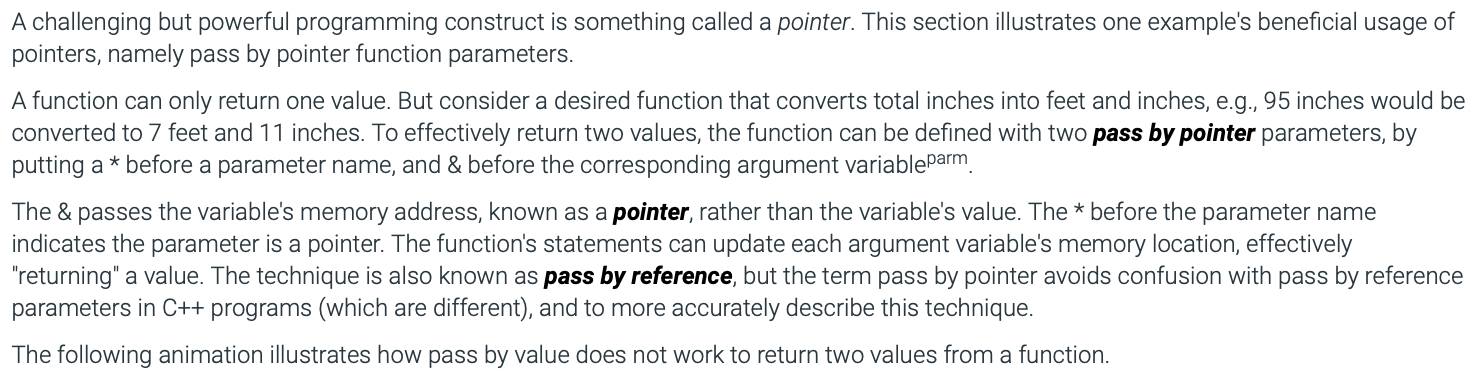 A challenging but powerful programming construct is something called a pointer. This section illustrates one example's beneficial usage of
pointers, namely pass by pointer function parameters.
A function can only return one value. But consider a desired function that converts total inches into feet and inches, e.g., 95 inches would be
converted to 7 feet and 11 inches. To effectively return two values, the function can be defined with two pass by pointer parameters, by
putting a * before a parameter name, and & before the corresponding argument variableparm.
The & passes the variable's memory address, known as a pointer, rather than the variable's value. The * before the parameter name
indicates the parameter is a pointer. The function's statements can update each argument variable's memory location, effectively
"returning" a value. The technique is also known as pass by reference, but the term pass by pointer avoids confusion with pass by reference
parameters in C++ programs (which are different), and to more accurately describe this technique.
The following animation illustrates how pass by value does not work to return two values from a function.